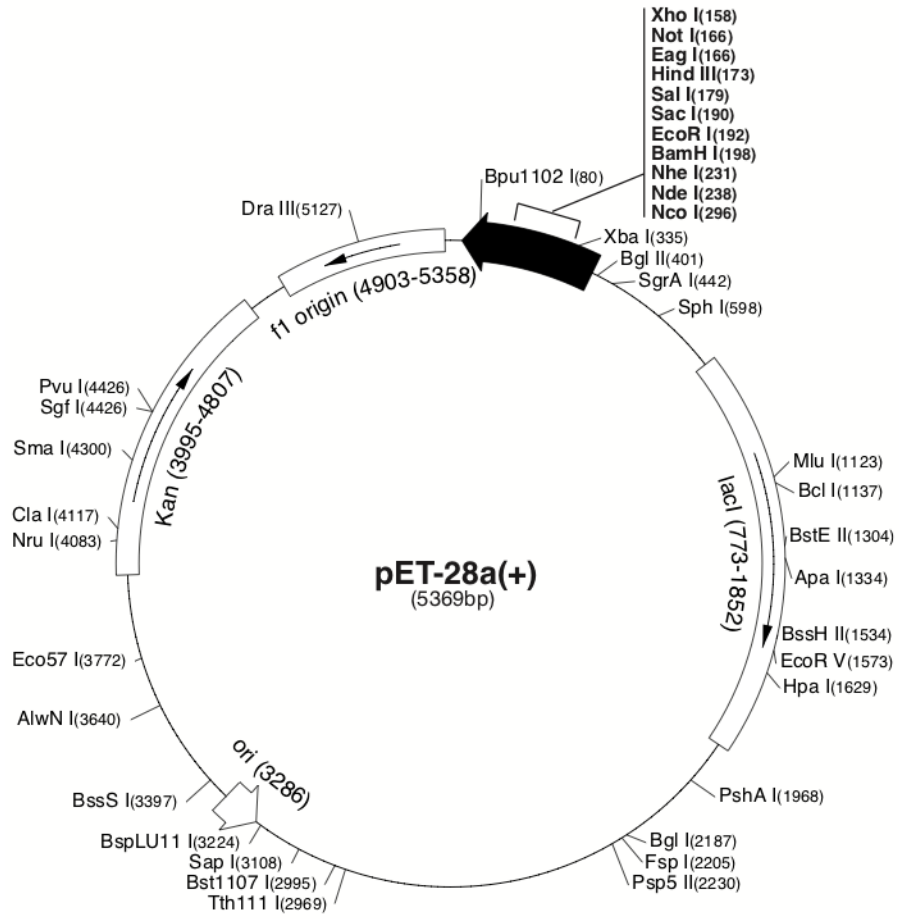 Xho I(158)
Not I(166)
Eag I(166)
Hind III(173)
Sal I(179)
Sac I(190)
EcoR I(192)
BamH I(198)
Nhe I(231)
Nde I(238)
Nco I(296)
Bpu1102 I(80)
Dra III(5127)
Xba I(335)
Bgl II(401)
SgrA I(442)
Sph I(598)
f1 origin (4903-5358)
Pvu I(4426)
Sgf I(4426)
Sma I(4300)
Kan (3995-4807)
Cla I(4117)
Nru I(4083)
Mlu I(1123)
Bcl I(1137)
lacI (773-1852)
BstE II(1304)
Apa I(1334)
pET-28a(+)
(5369bp)
BssH II(1534)
EcoR V(1573)
Hpa I(1629)
Eco57 I(3772)
AlwN I(3640)
ori (3286)
BssS I(3397)
PshA I(1968)
BspLU11 I(3224)
Sap I(3108)
Bst1107 I(2995)
Tth111 I(2969)
Bgl I(2187)
Fsp I(2205)
Psp5 II(2230)